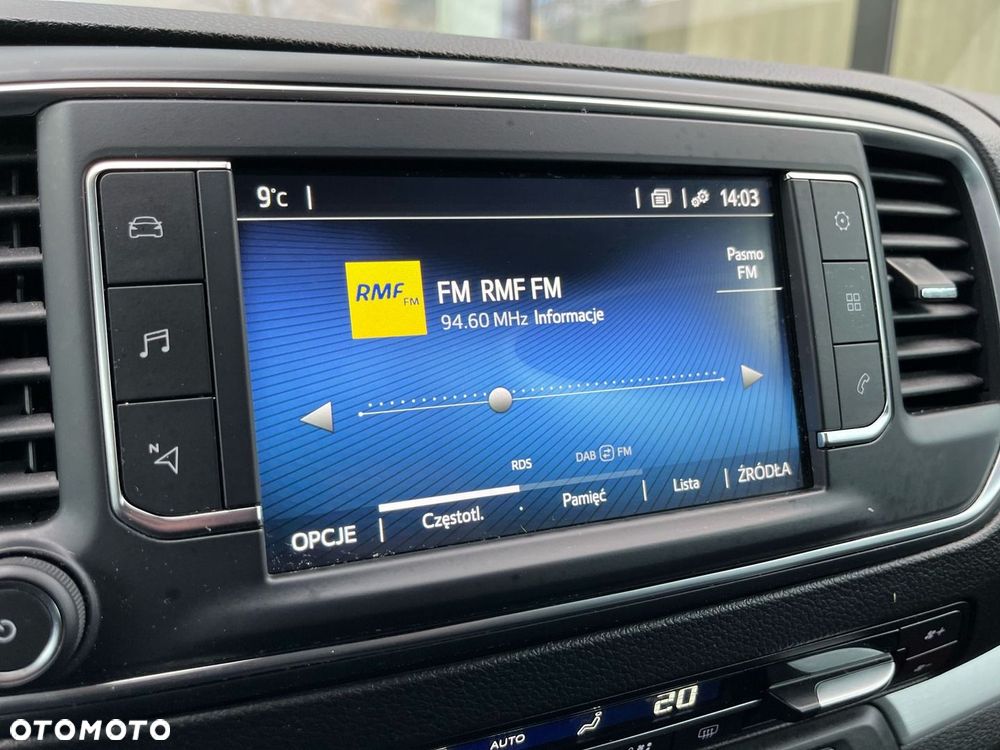 9°C
14:03
Pasmo
FM
RMF FM
FM RMF FM
94.60 MHz Informacje
N
RDS
DAB FM
OPCJE
Częstotl.
Pamięć
Lista
ŹRÓDŁA
20
AUTO
OTOMOTO